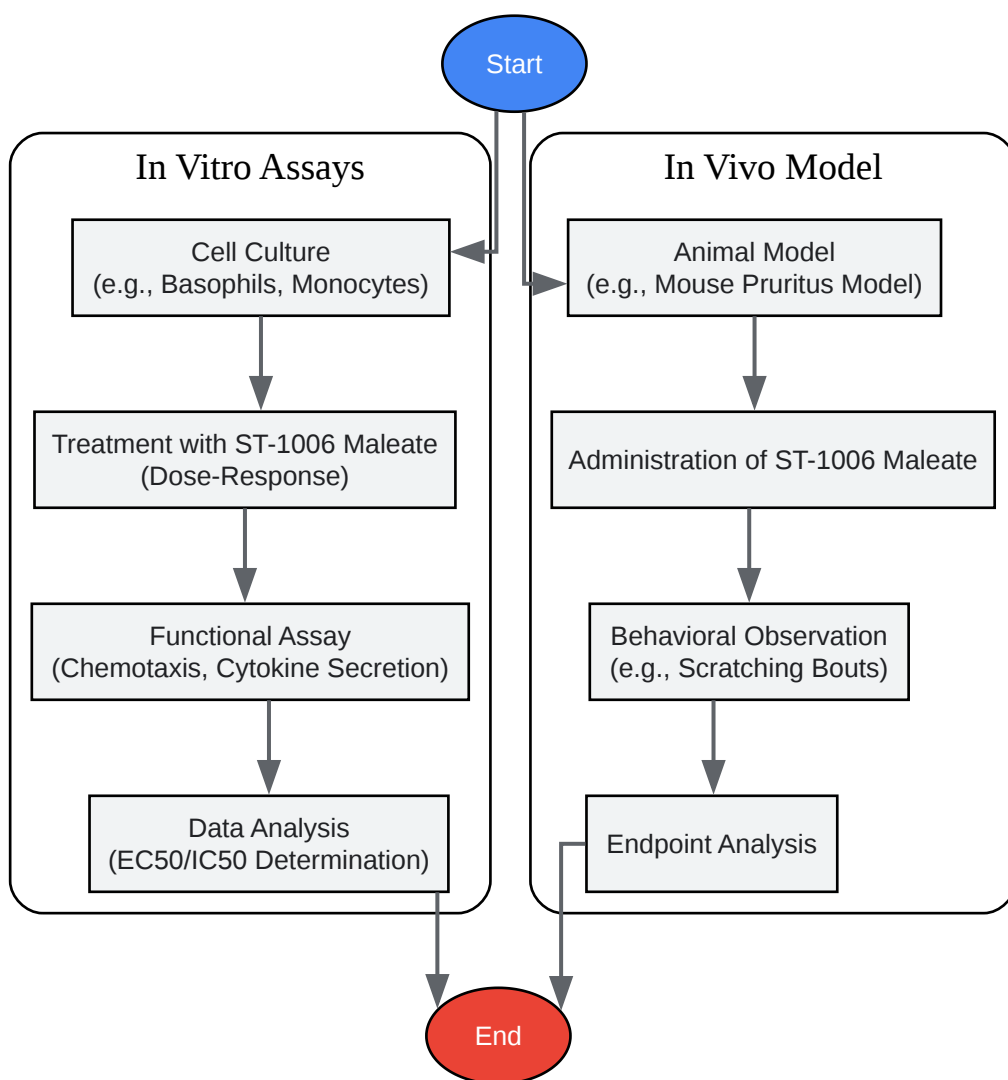 Start
In Vitro Assays
Cell Culture
(e.g., Basophils, Monocytes)
Treatment with ST-1006 Maleate
(Dose-Response)
Functional Assay
(Chemotaxis, Cytokine Secretion)
Data Analysis
(EC50/IC50 Determination)
In Vivo Model
Animal Model
(e.g., Mouse Pruritus Model)
Administration of ST-1006 Maleate
Behavioral Observation
(e.g., Scratching Bouts)
Endpoint Analysis
End